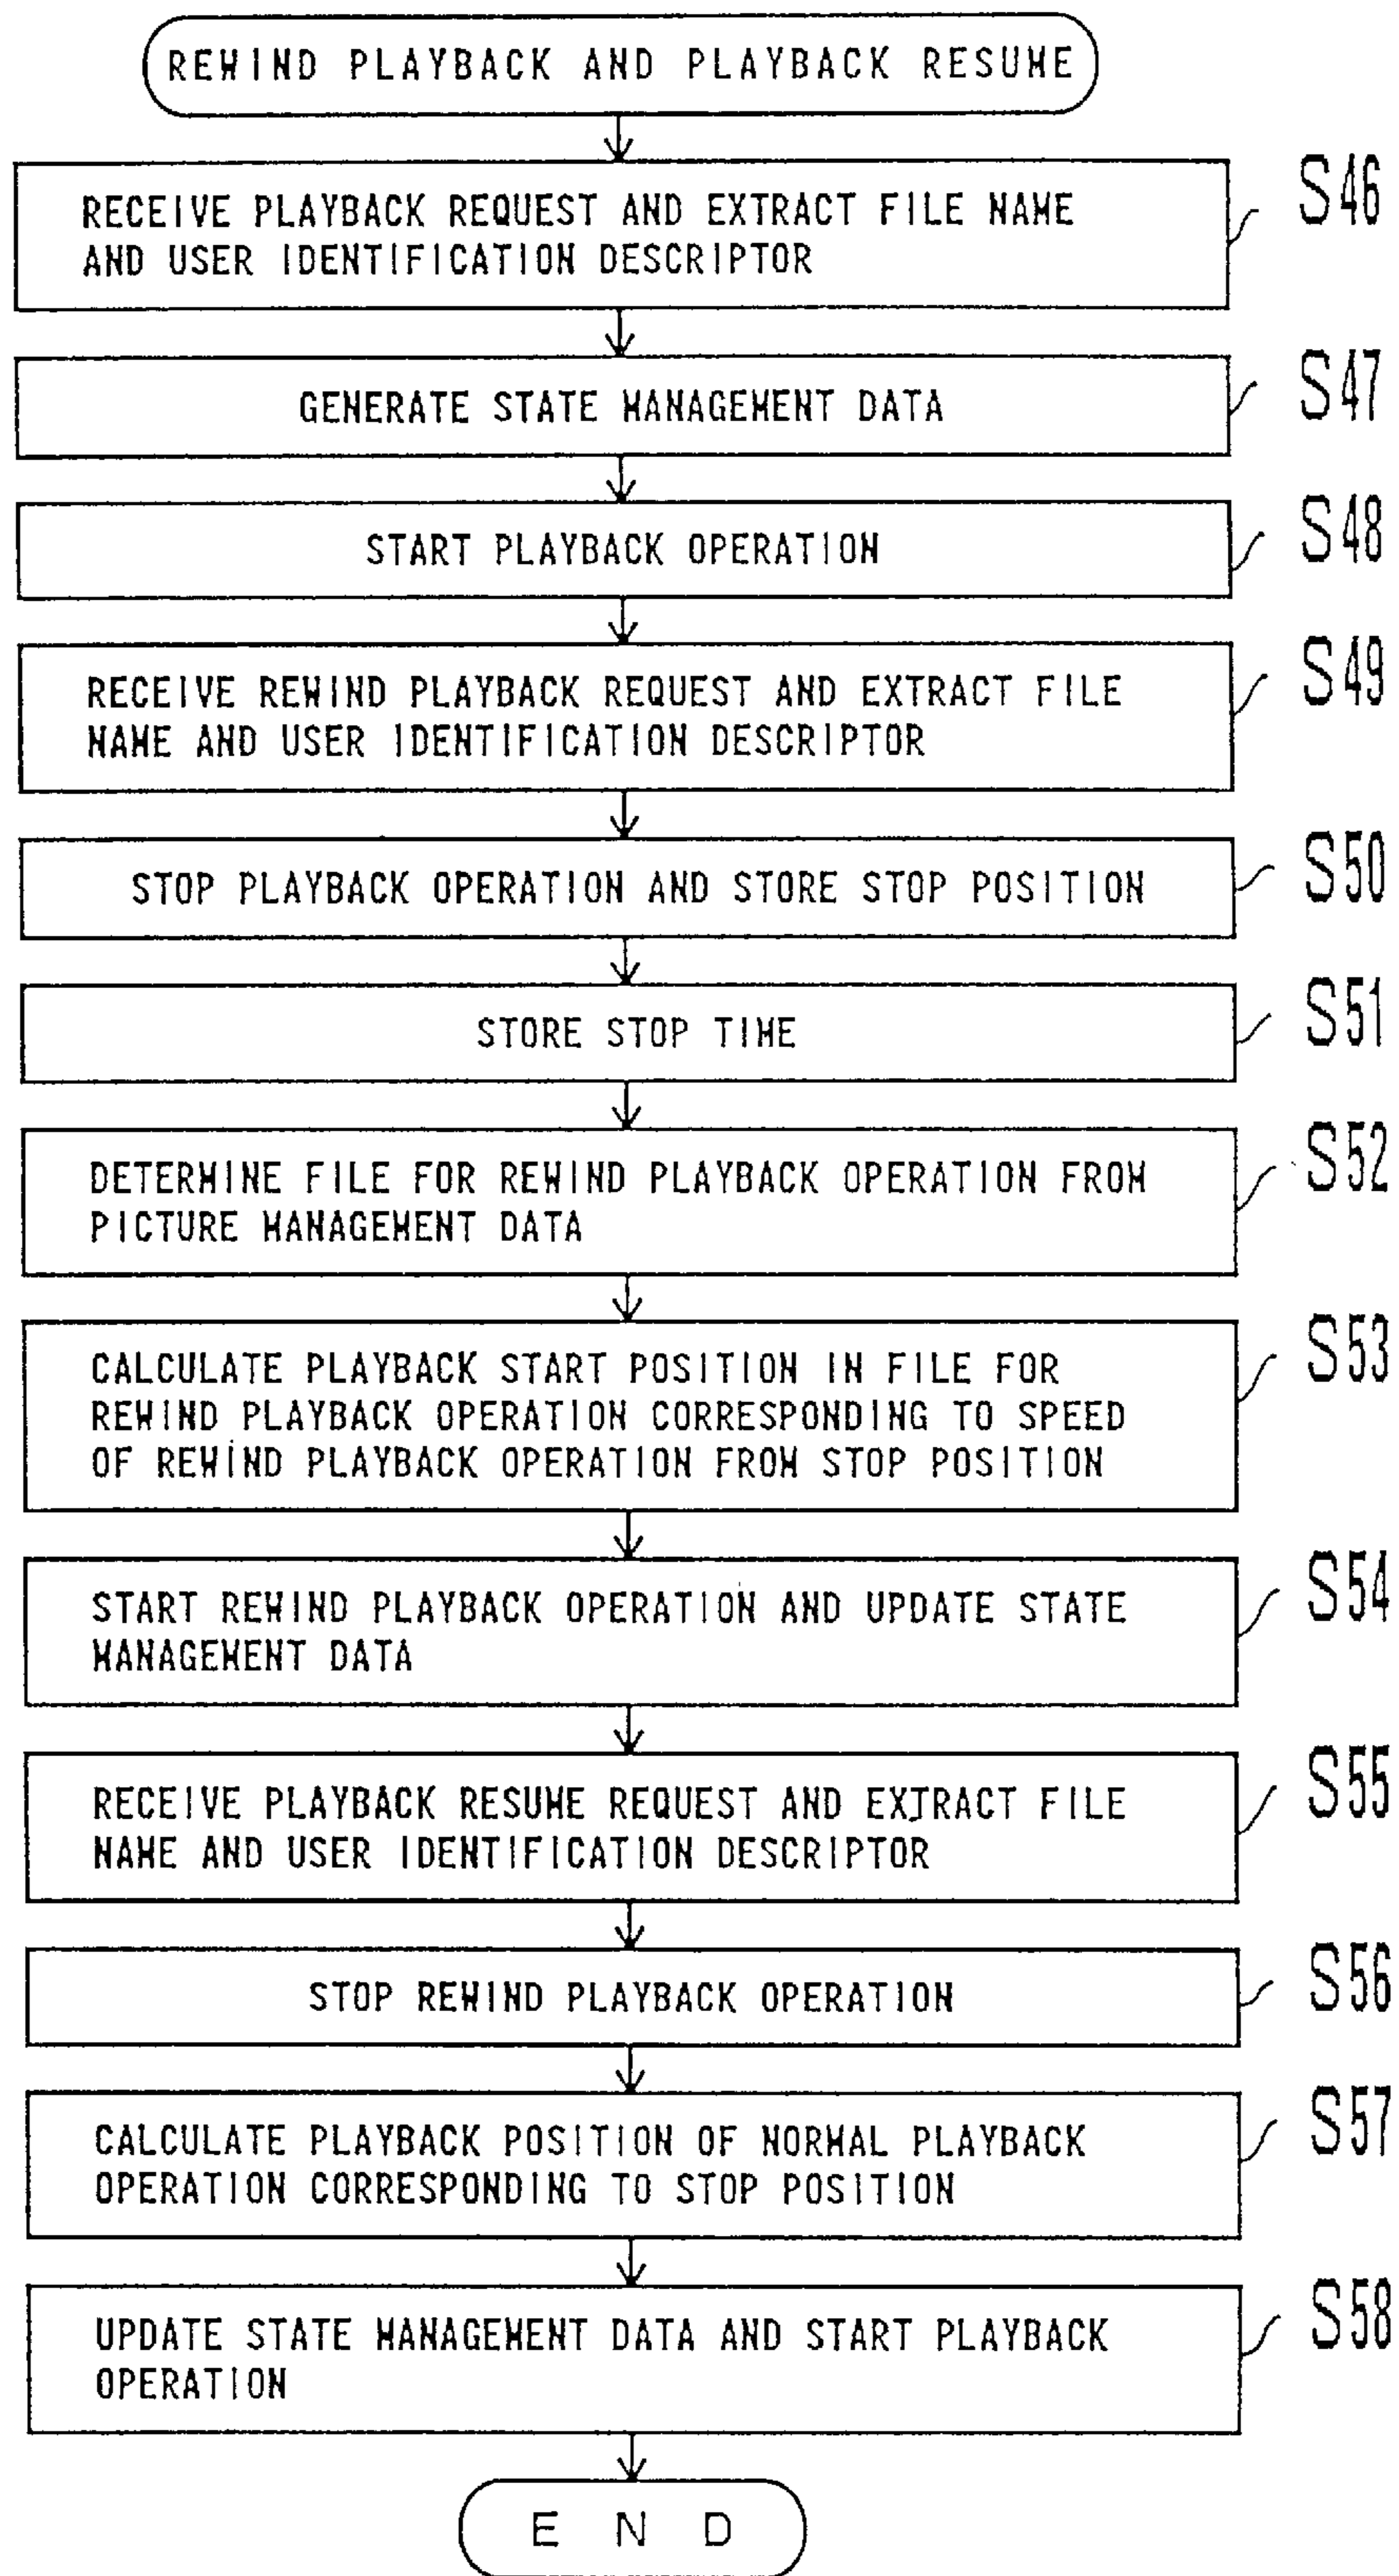 REWIND PLAYBACK AND PLAYBACK RESUME
RECEIVE PLAYBACK REQUEST AND EXTRACT FILE NAME
AND USER IDENTIFICATION DESCRIPTOR
S46
GENERATE STATE MANAGEMENT DATA
S47
START PLAYBACK OPERATION
S48
RECEIVE REWIND PLAYBACK REQUEST AND EXTRACT FILE
NAME AND USER IDENTIFICATION DESCRIPTOR
S49
STOP PLAYBACK OPERATION AND STORE STOP POSITION
S50
STORE STOP TIME
S51
DETERMINE FILE FOR REWIND PLAYBACK OPERATION FROM
PICTURE MANAGEMENT DATA
S52
CALCULATE PLAYBACK START POSITION IN FILE FOR
REWIND PLAYBACK OPERATION CORRESPONDING TO SPEED
OF REWIND PLAYBACK OPERATION FROM STOP POSITION
S53
START REWIND PLAYBACK OPERATION AND UPDATE STATE
MANAGEMENT DATA
S54
RECEIVE PLAYBACK RESUME REQUEST AND EXTRACT FILE
NAME AND USER IDENTIFICATION DESCRIPTOR
S55
STOP REWIND PLAYBACK OPERATION
S56
CALCULATE PLAYBACK POSITION OF NORMAL PLAYBACK
OPERATION CORRESPONDING TO STOP POSITION
S57
UPDATE STATE MANAGEMENT DATA AND START PLAYBACK
OPERATION
S58
END